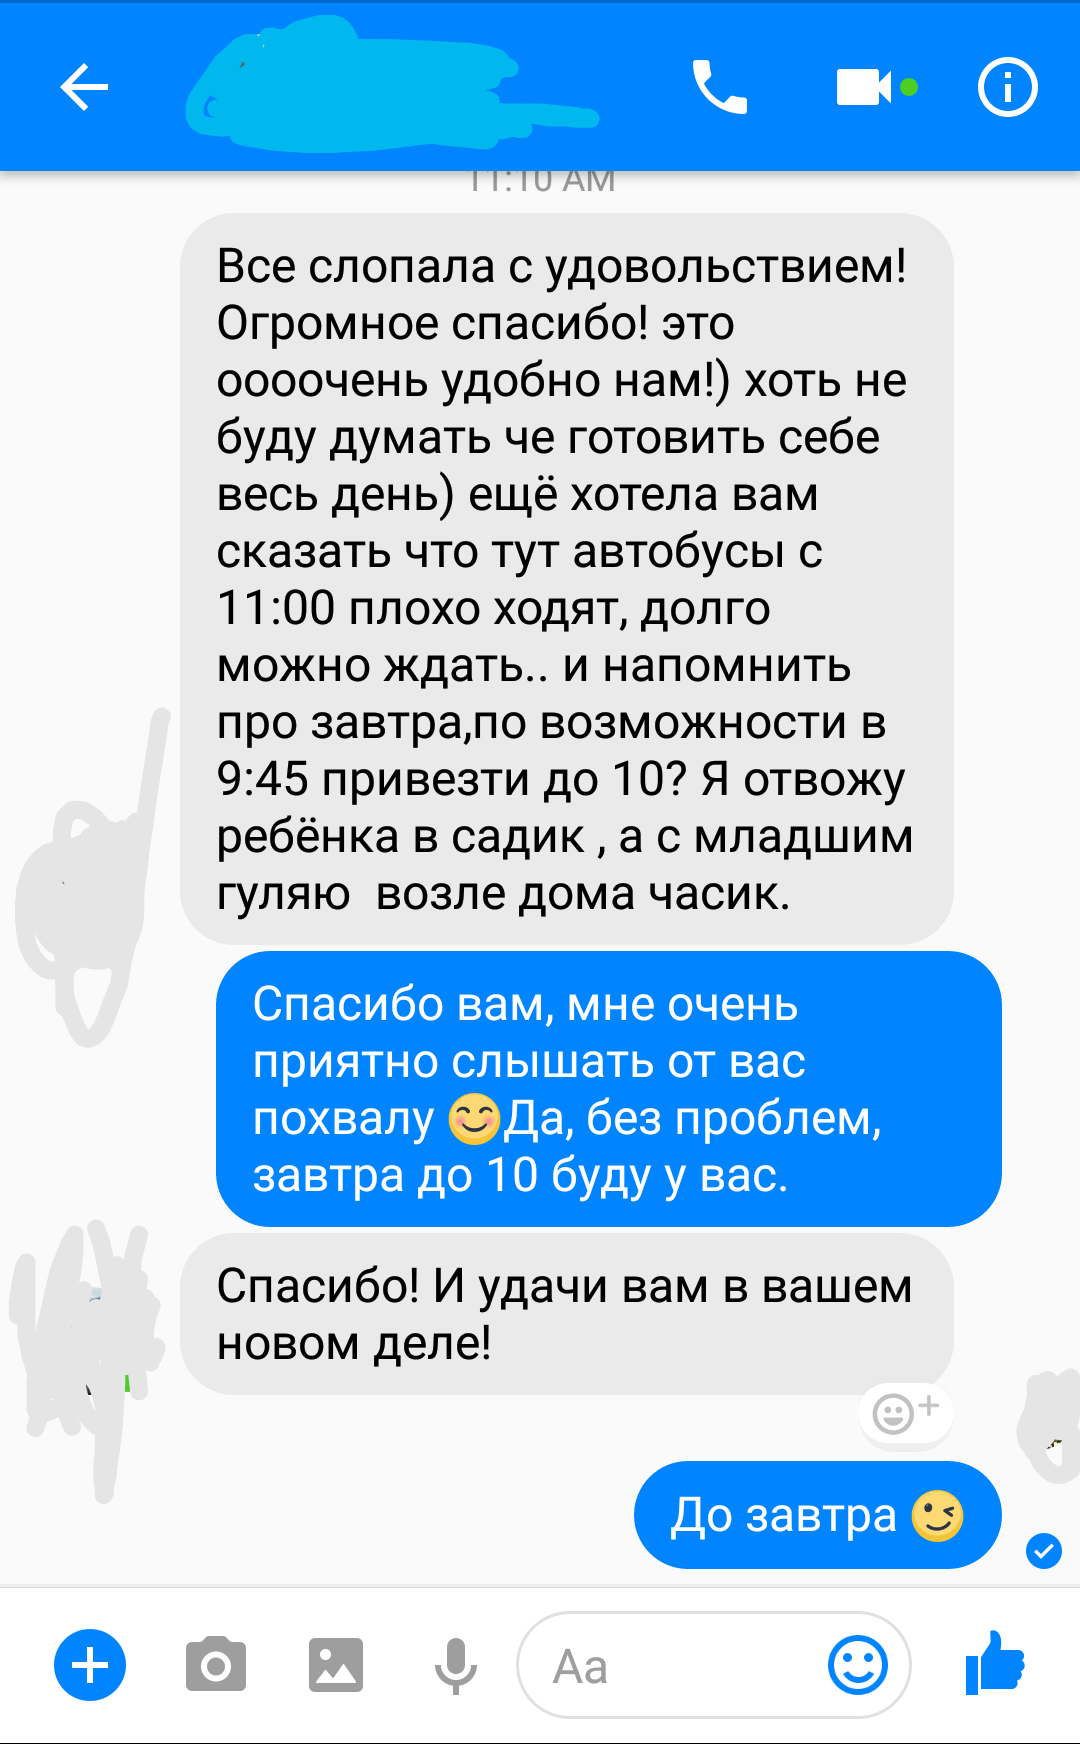 11:10 AM
Все слопала с удовольствием!
Огромное спасибо! это
оооочень удобно нам!) хоть не
буду думать че готовить себе
весь день) ещё хотела вам
сказать что тут автобусы с
11:00 плохо ходят, долго
можно ждать.. и напомнить
про завтра,по возможности в
9:45 привезти до 10? Я отвожу
ребёнка в садик , а с младшим
гуляю  возле дома часик.
Спасибо вам, мне очень
приятно слышать от вас
похвалу 😊Да, без проблем,
завтра до 10 буду у вас.
Спасибо! И удачи вам в вашем
новом деле!
До завтра 😉
Aa